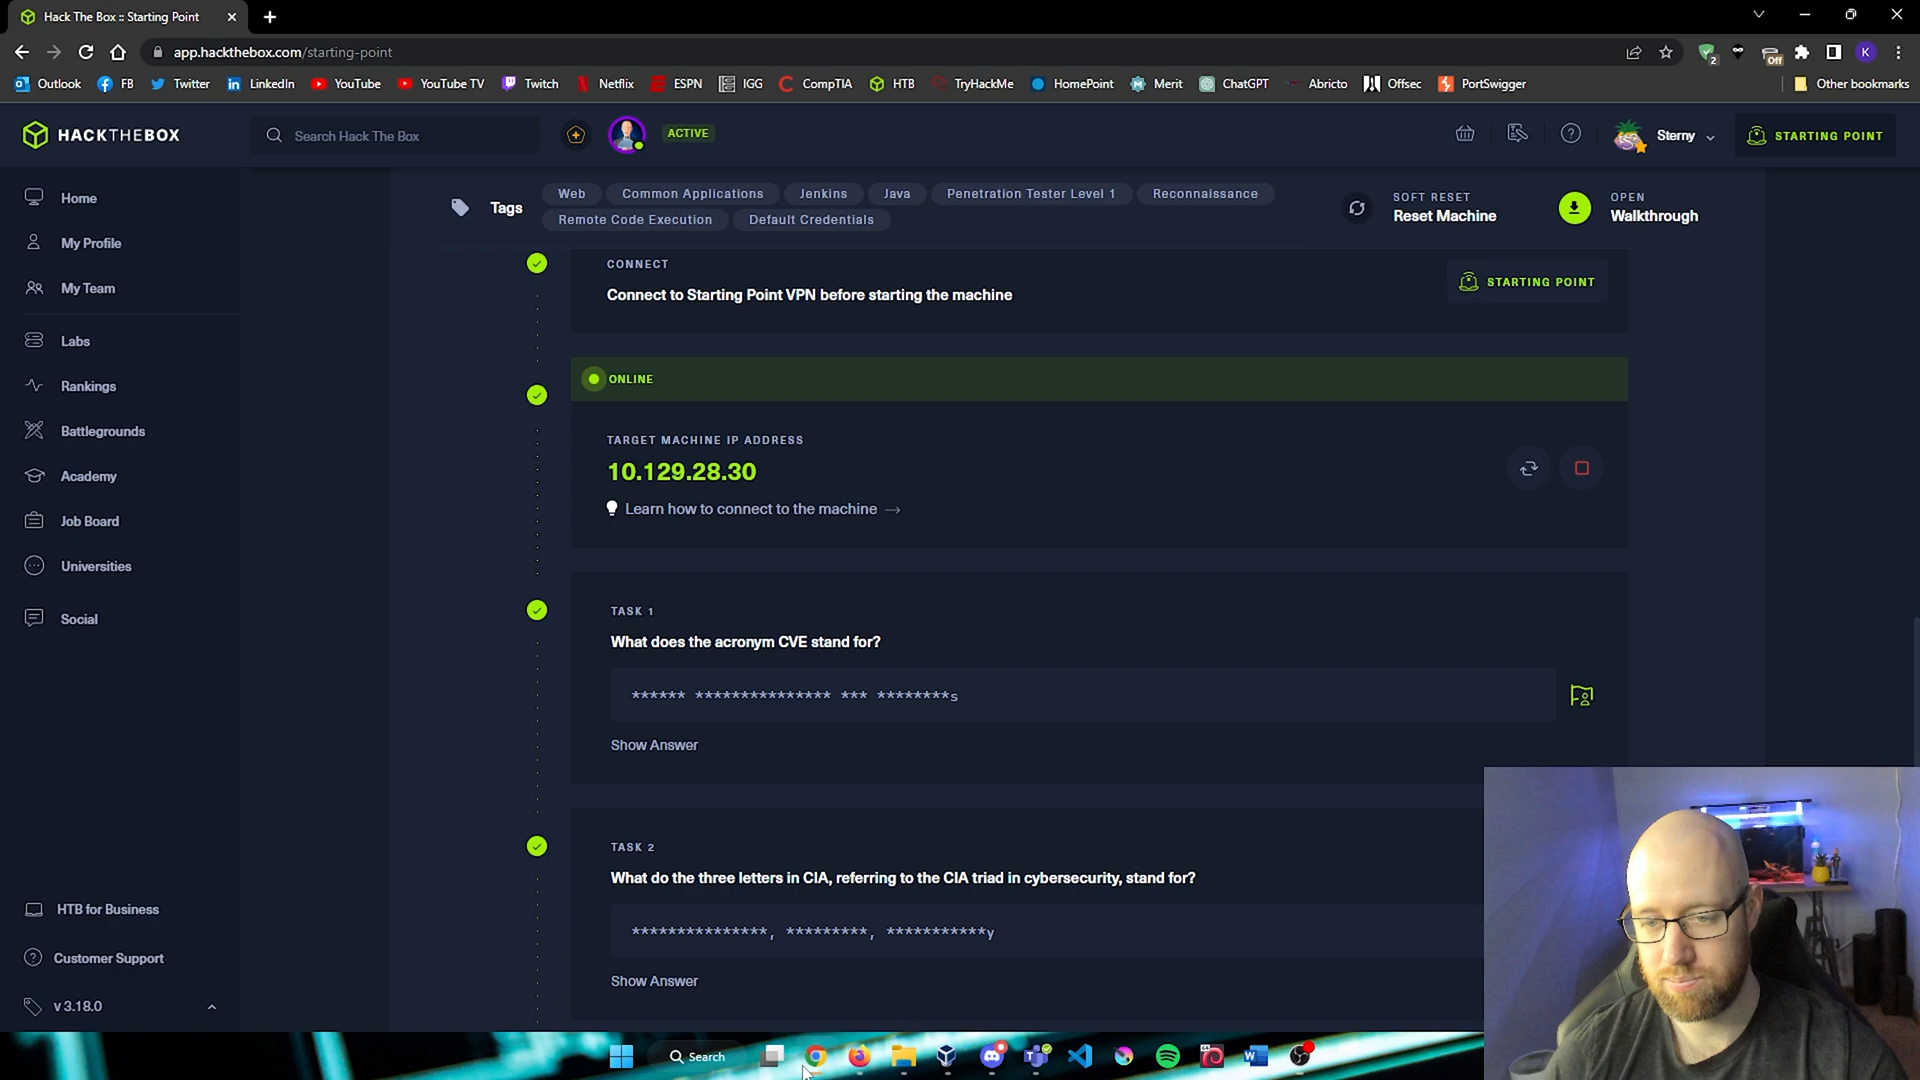 Hack The Box :: Starting Point
app.hackthebox.com/starting-point
2
Off
K
Outlook FB Twitter LinkedIn YouTube YouTube TV Twitch Netflix ESPN IGG CompTIA HTB TryHackMe HomePoint Merit ChatGPT Abricto Offsec PortSwigger Other bookmarks
HACKTHEBOX
Search Hack The Box
ACTIVE
Sterny
STARTING POINT
Home
My Profile
My Team
Labs
Rankings
Battlegrounds
Academy
Job Board
Universities
Social
HTB for Business
Customer Support
v 3.18.0
Tags
Web Common Applications Jenkins Java Penetration Tester Level 1 Reconnaissance
Remote Code Execution Default Credentials
SOFT RESET
Reset Machine
OPEN
Walkthrough
CONNECT
Connect to Starting Point VPN before starting the machine
STARTING POINT
ONLINE
TARGET MACHINE IP ADDRESS
10.129.28.30
Learn how to connect to the machine →
TASK 1
What does the acronym CVE stand for?
****** *************** *** ********s
Show Answer
TASK 2
What do the three letters in CIA, referring to the CIA triad in cybersecurity, stand for?
***************, *********, ***********y
Show Answer
Search